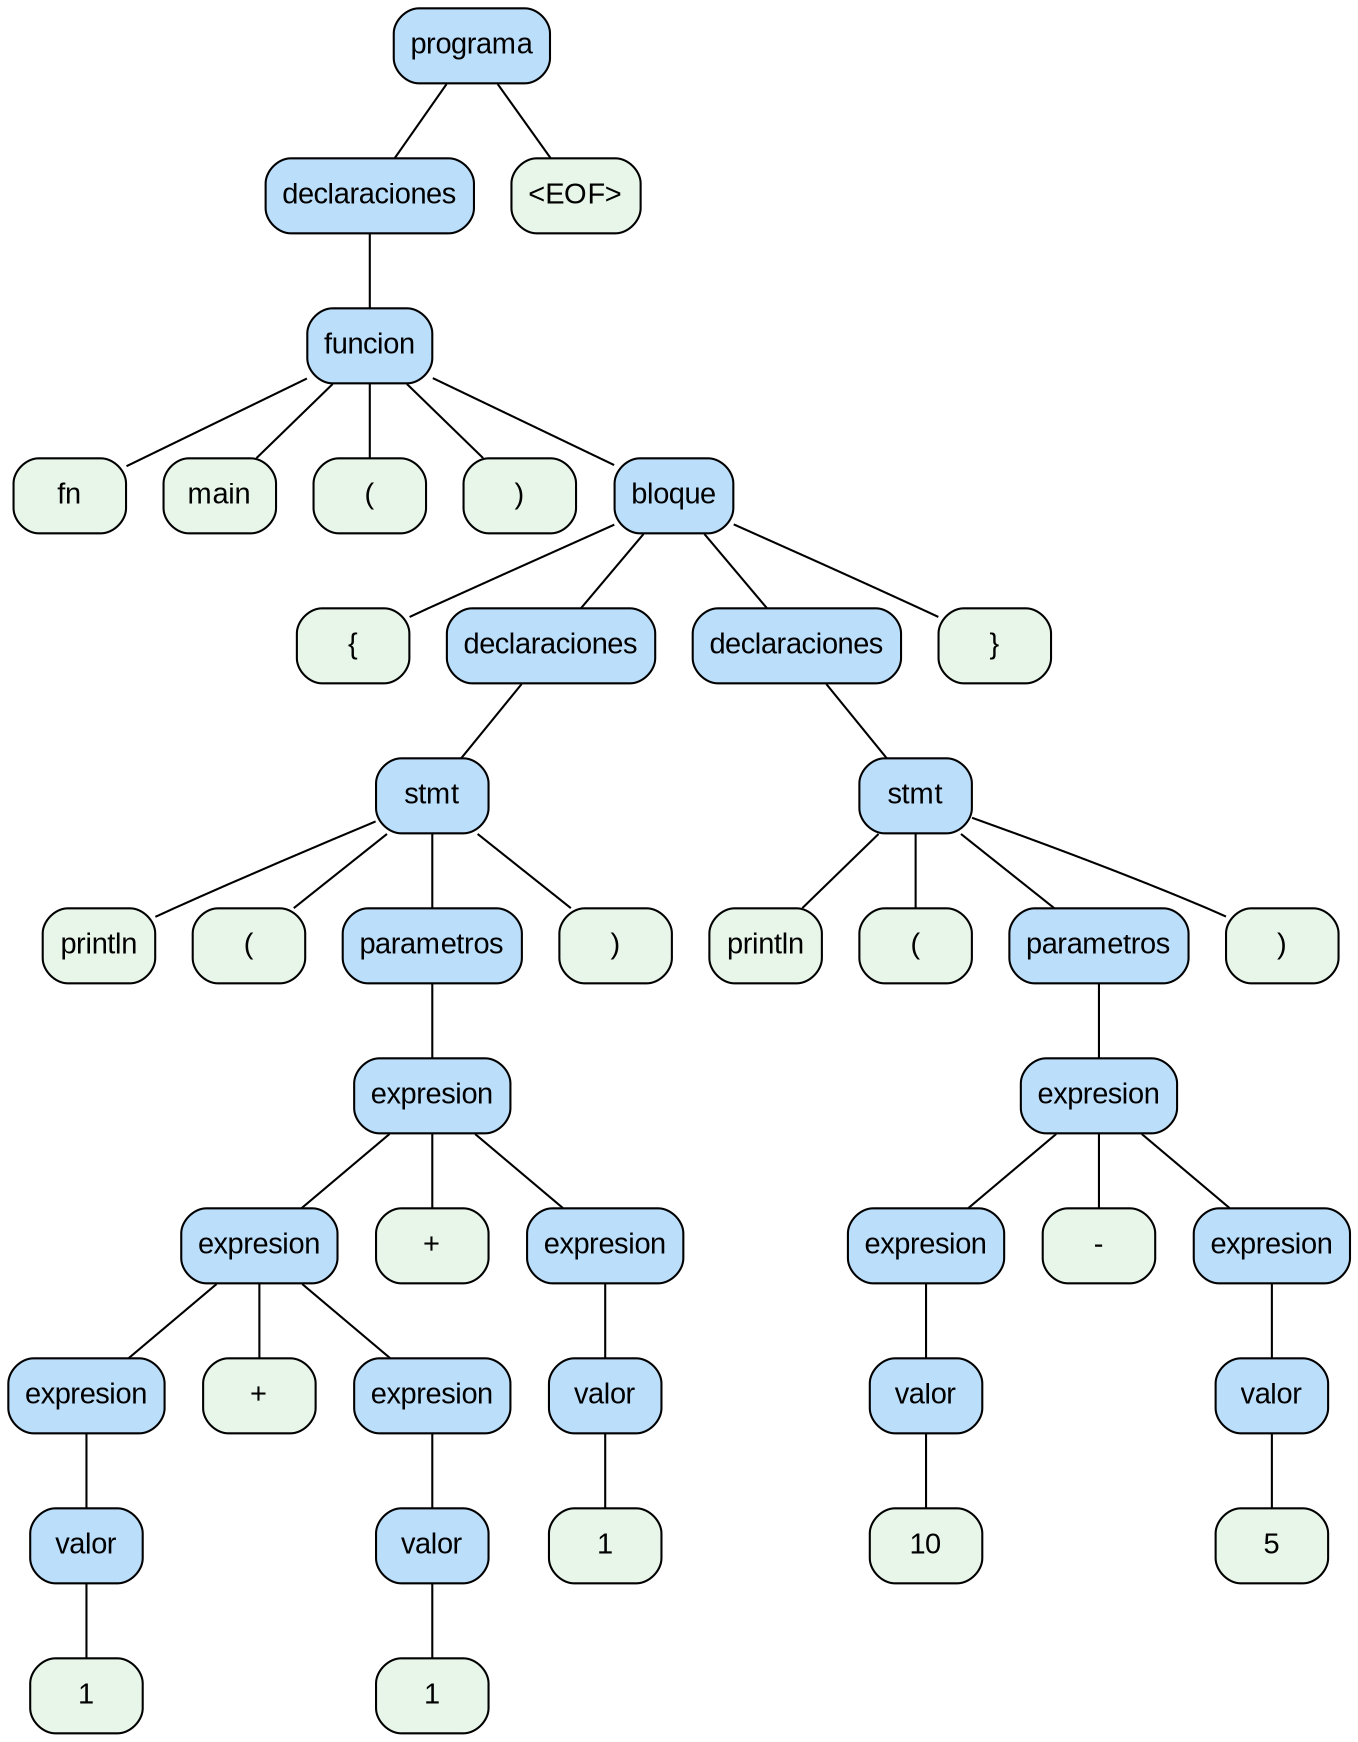 programa
declaraciones
<EOF>
funcion
fn
main
(
)
bloque
{
declaraciones
declaraciones
}
stmt
stmt
println
(
parametros
)
println
(
parametros
)
expresion
expresion
expresion
+
expresion
expresion
-
expresion
expresion
+
expresion
valor
valor
valor
valor
valor
1
10
5
1
1